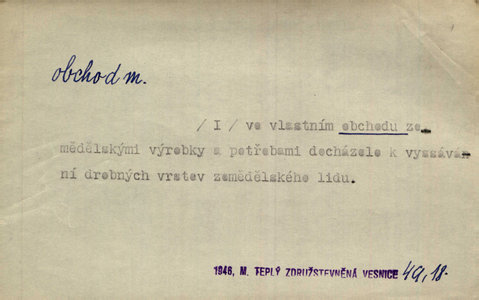 obchod m.
/I/ ve vlastním obchodu ze-
mědělskými výrobky a potřebami docházelo k vyssává-
ní drobných vrstev zemědělského lidu.
1946, M. TEPLÝ ZDRUŽSTEVNĚNÁ VESNICE 49, 18.